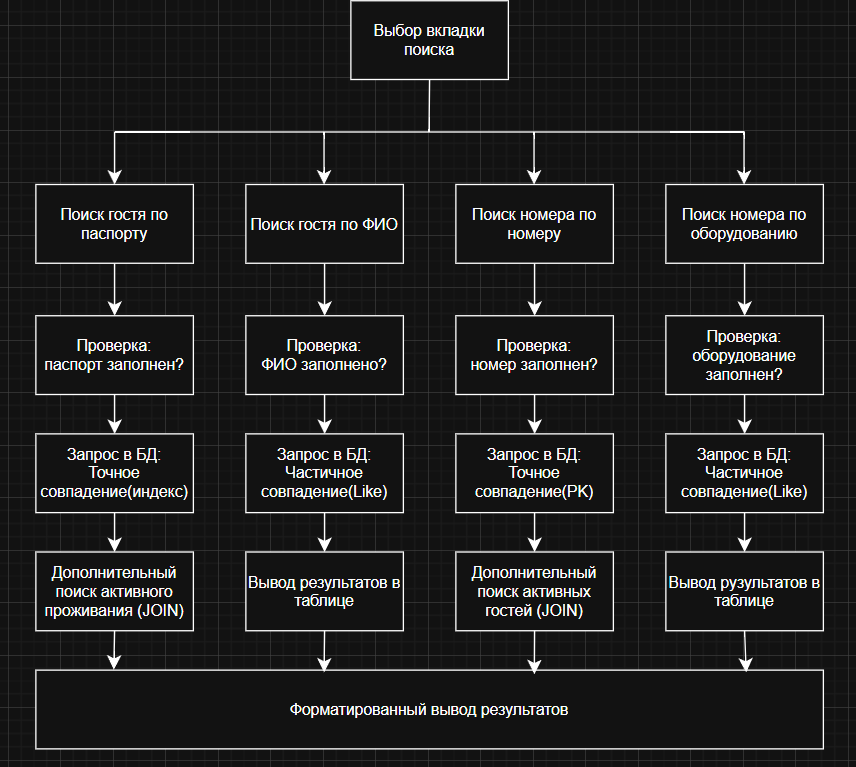 Выбор вкладки
поиска
Поиск гостя по
паспорту
Поиск гостя по ФИО
Поиск номера по
номеру
Поиск номера по
оборудованию
Проверка:
паспорт заполнен?
Проверка:
ФИО заполнено?
Проверка:
номер заполнен?
Проверка:
оборудование
заполнен?
Запрос в БД:
Точное
совпадение(индекс)
Запрос в БД:
Частичное
совпадение(Like)
Запрос в БД:
Точное
совпадение(PK)
Запрос в БД:
Частичное
совпадение(Like)
Дополнительный
поиск активного
проживания (JOIN)
Вывод результатов в
таблице
Дополнительный
поиск активных
гостей (JOIN)
Вывод рузультатов в
таблице
Форматированный вывод результатов